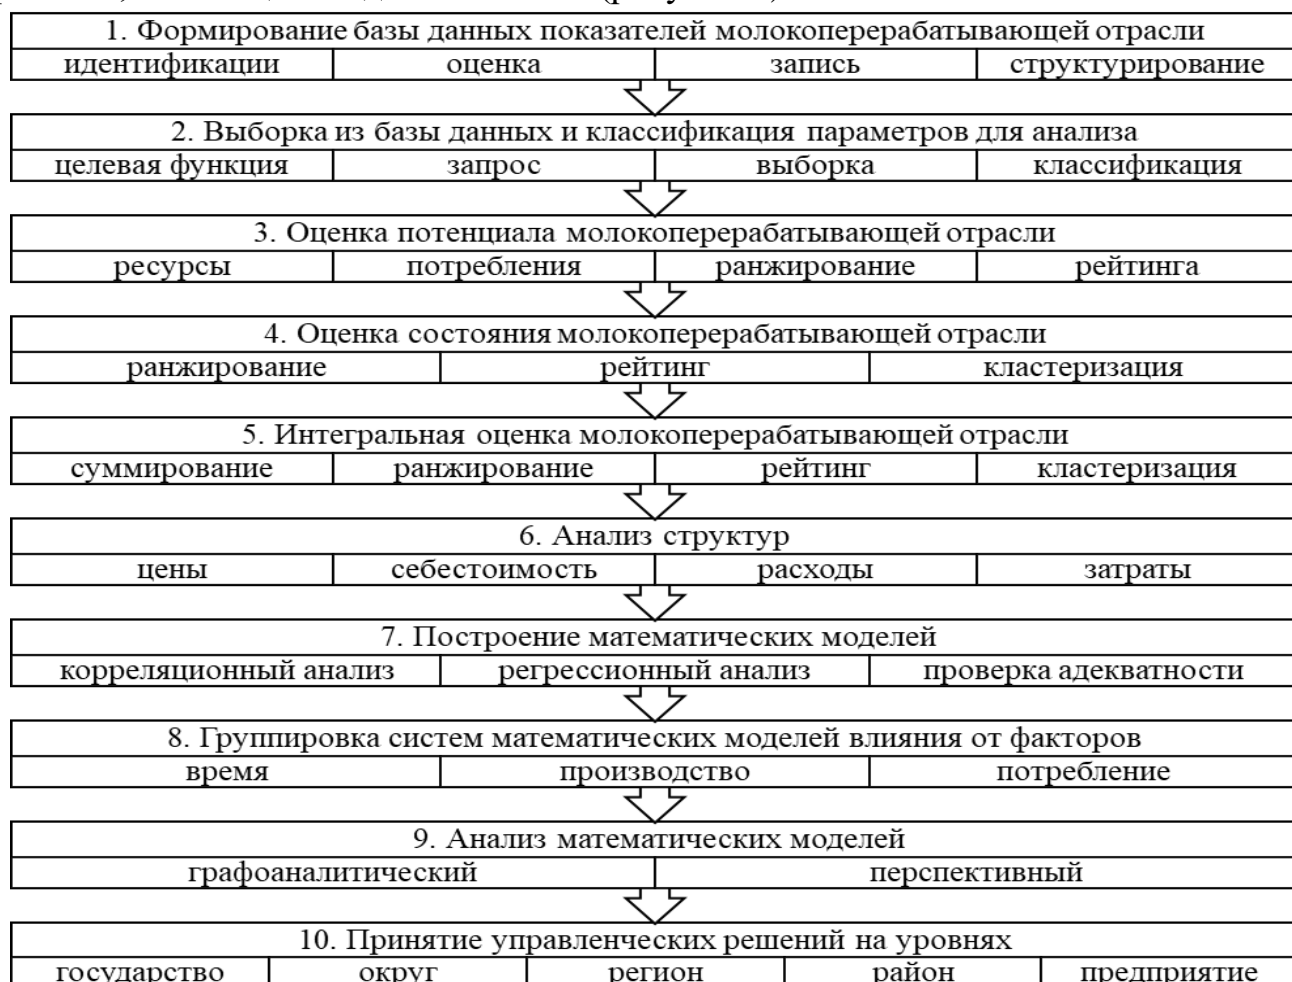 1. Формирование базы данных показателей молокоперерабатывающей отрасли
идентификации оценка запись структурирование
2. Выборка из базы данных и классификация параметров для анализа
целевая функция запрос выборка классификация
3. Оценка потенциала молокоперерабатывающей отрасли
ресурсы потребления ранжирование рейтинга
4. Оценка состояния молокоперерабатывающей отрасли
ранжирование рейтинг кластеризация
5. Интегральная оценка молокоперерабатывающей отрасли
суммирование ранжирование рейтинг кластеризация
6. Анализ структур
цены себестоимость расходы затраты
7. Построение математических моделей
корреляционный анализ регрессионный анализ проверка адекватности
8. Группировка систем математических моделей влияния от факторов
время производство потребление
9. Анализ математических моделей
графоаналитический перспективный
10. Принятие управленческих решений на уровнях
государство округ регион район предприятие